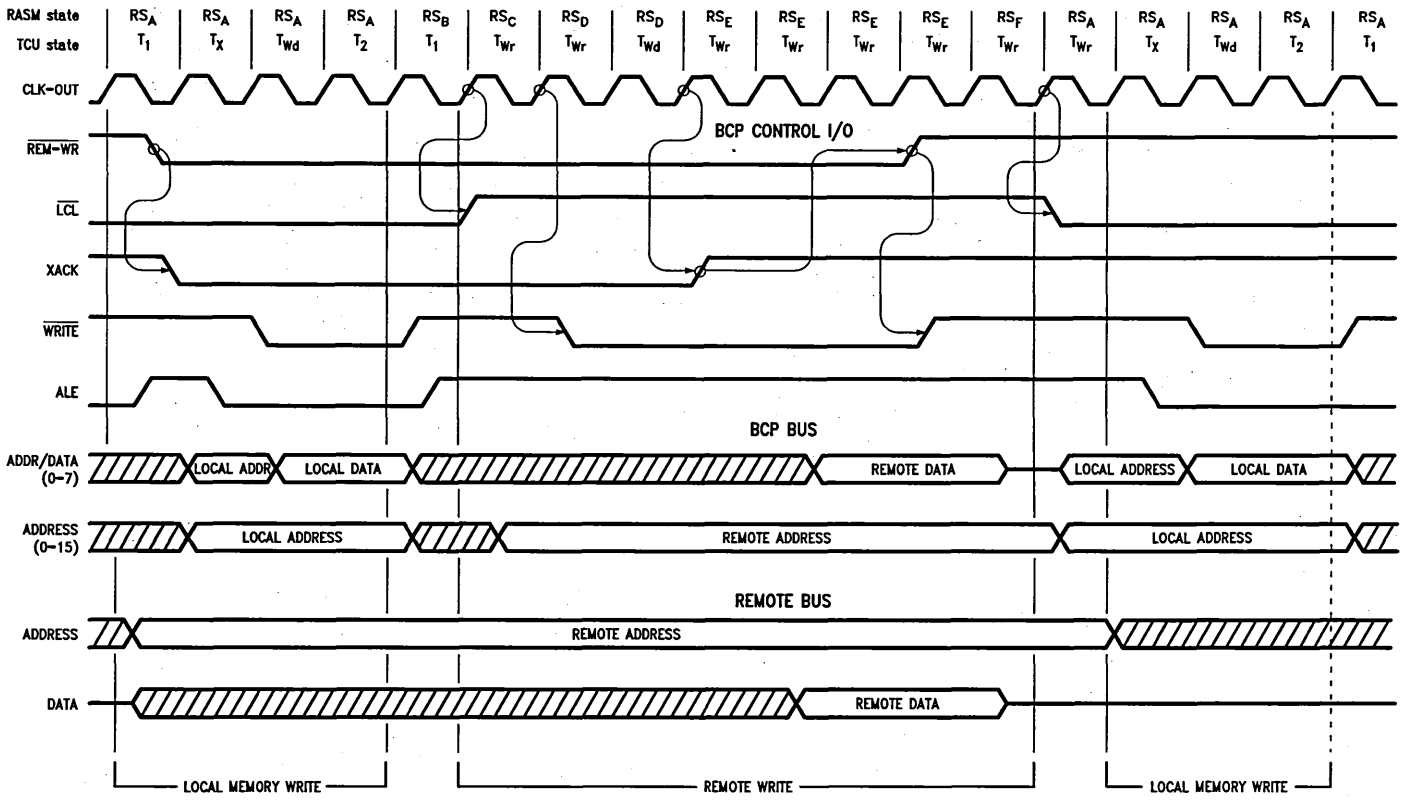 RASM state RSA RSA RSA RSA RSB RSC RSD RSD RSE RSE RSE RSE RSF RSA RSA RSA RSA RSA
TCU state T1 TX TWd T2 T1 TWr TWr TWd TWr TWr TWr TWr TWr TWr TX TWd T2 T1
CLK-OUT
BCP CONTROL I/O
REM-WR
LCL
XACK
WRITE
ALE
BCP BUS
ADDR/DATA (0-7) LOCAL ADDR LOCAL DATA REMOTE DATA LOCAL ADDRESS LOCAL DATA
ADDRESS (0-15) LOCAL ADDRESS REMOTE ADDRESS LOCAL ADDRESS
REMOTE BUS
ADDRESS REMOTE ADDRESS
DATA REMOTE DATA
LOCAL MEMORY WRITE REMOTE WRITE LOCAL MEMORY WRITE